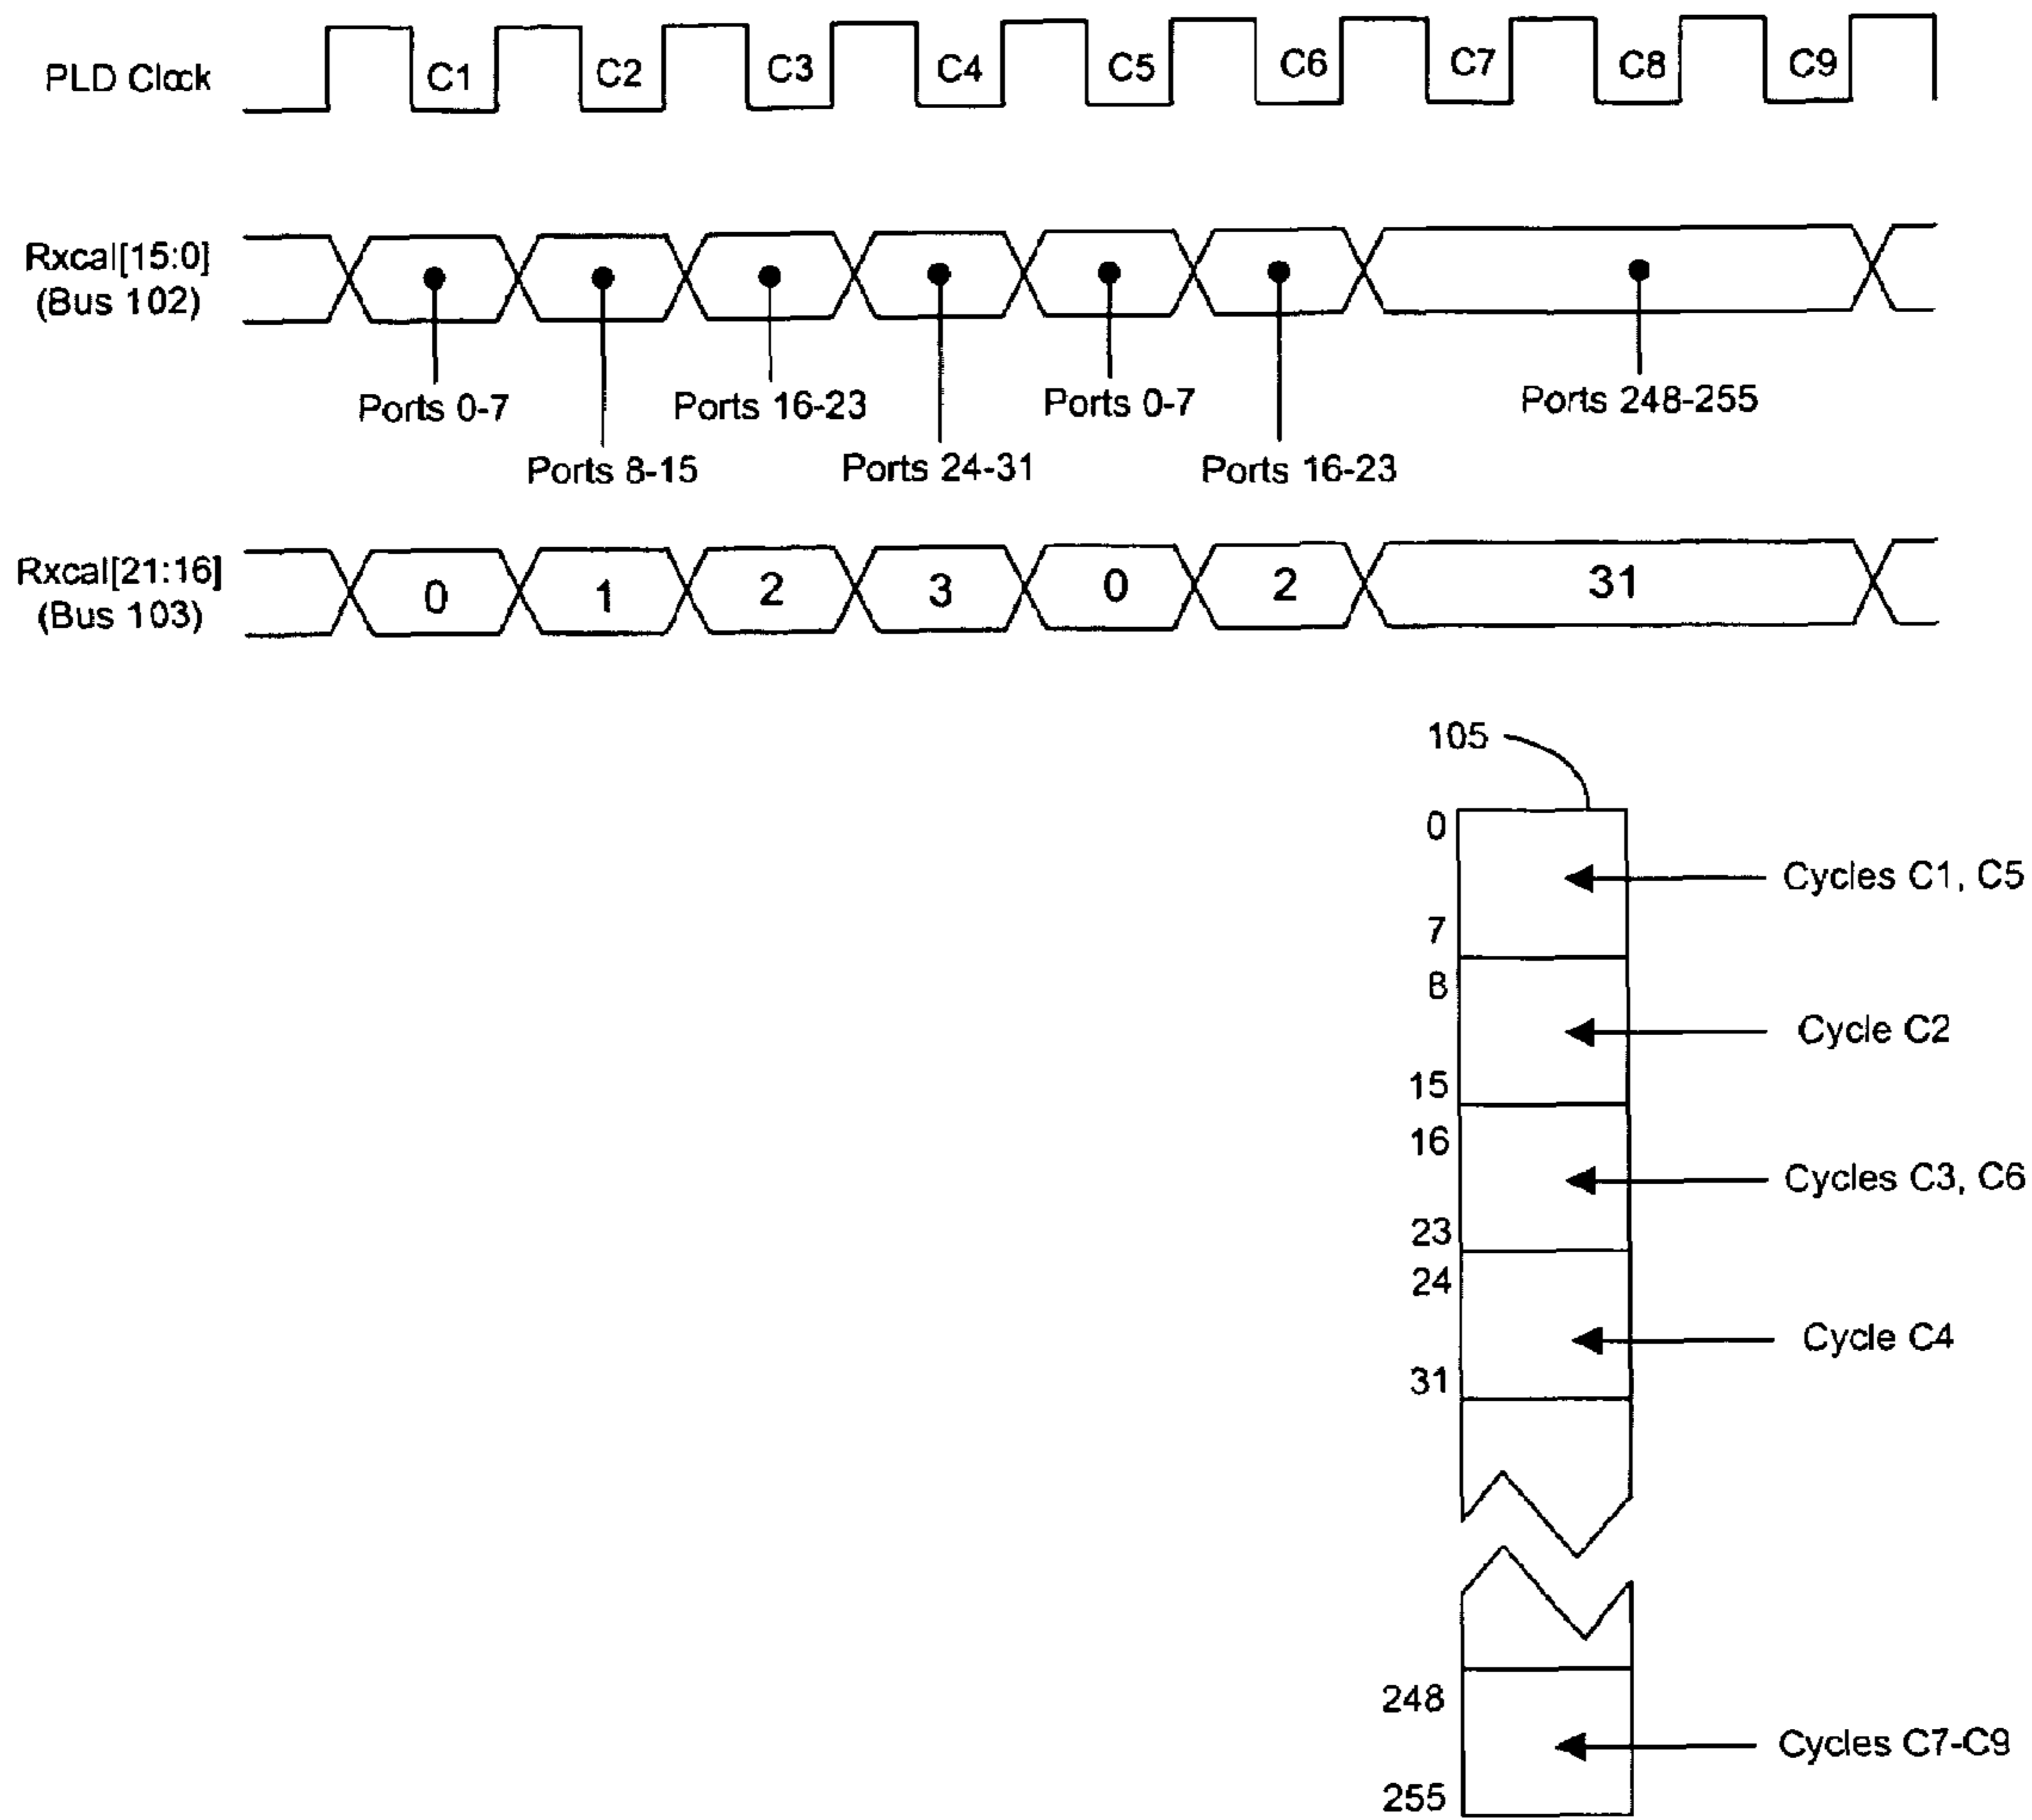 PLD Clock
C1 C2 C3 C4 C5 C6 C7 C8 C9
Rxcal[15:0]
(Bus 102)
Ports 0-7
Ports 16-23
Ports 0-7
Ports 248-255
Ports 8-15
Ports 24-31
Ports 16-23
Rxcal[21:16]
(Bus 103)
0 1 2 3 0 2 31
105
0
Cycles C1, C5
7
8
Cycle C2
15
16
Cycles C3, C6
23
24
Cycle C4
31
248
Cycles C7-C9
255